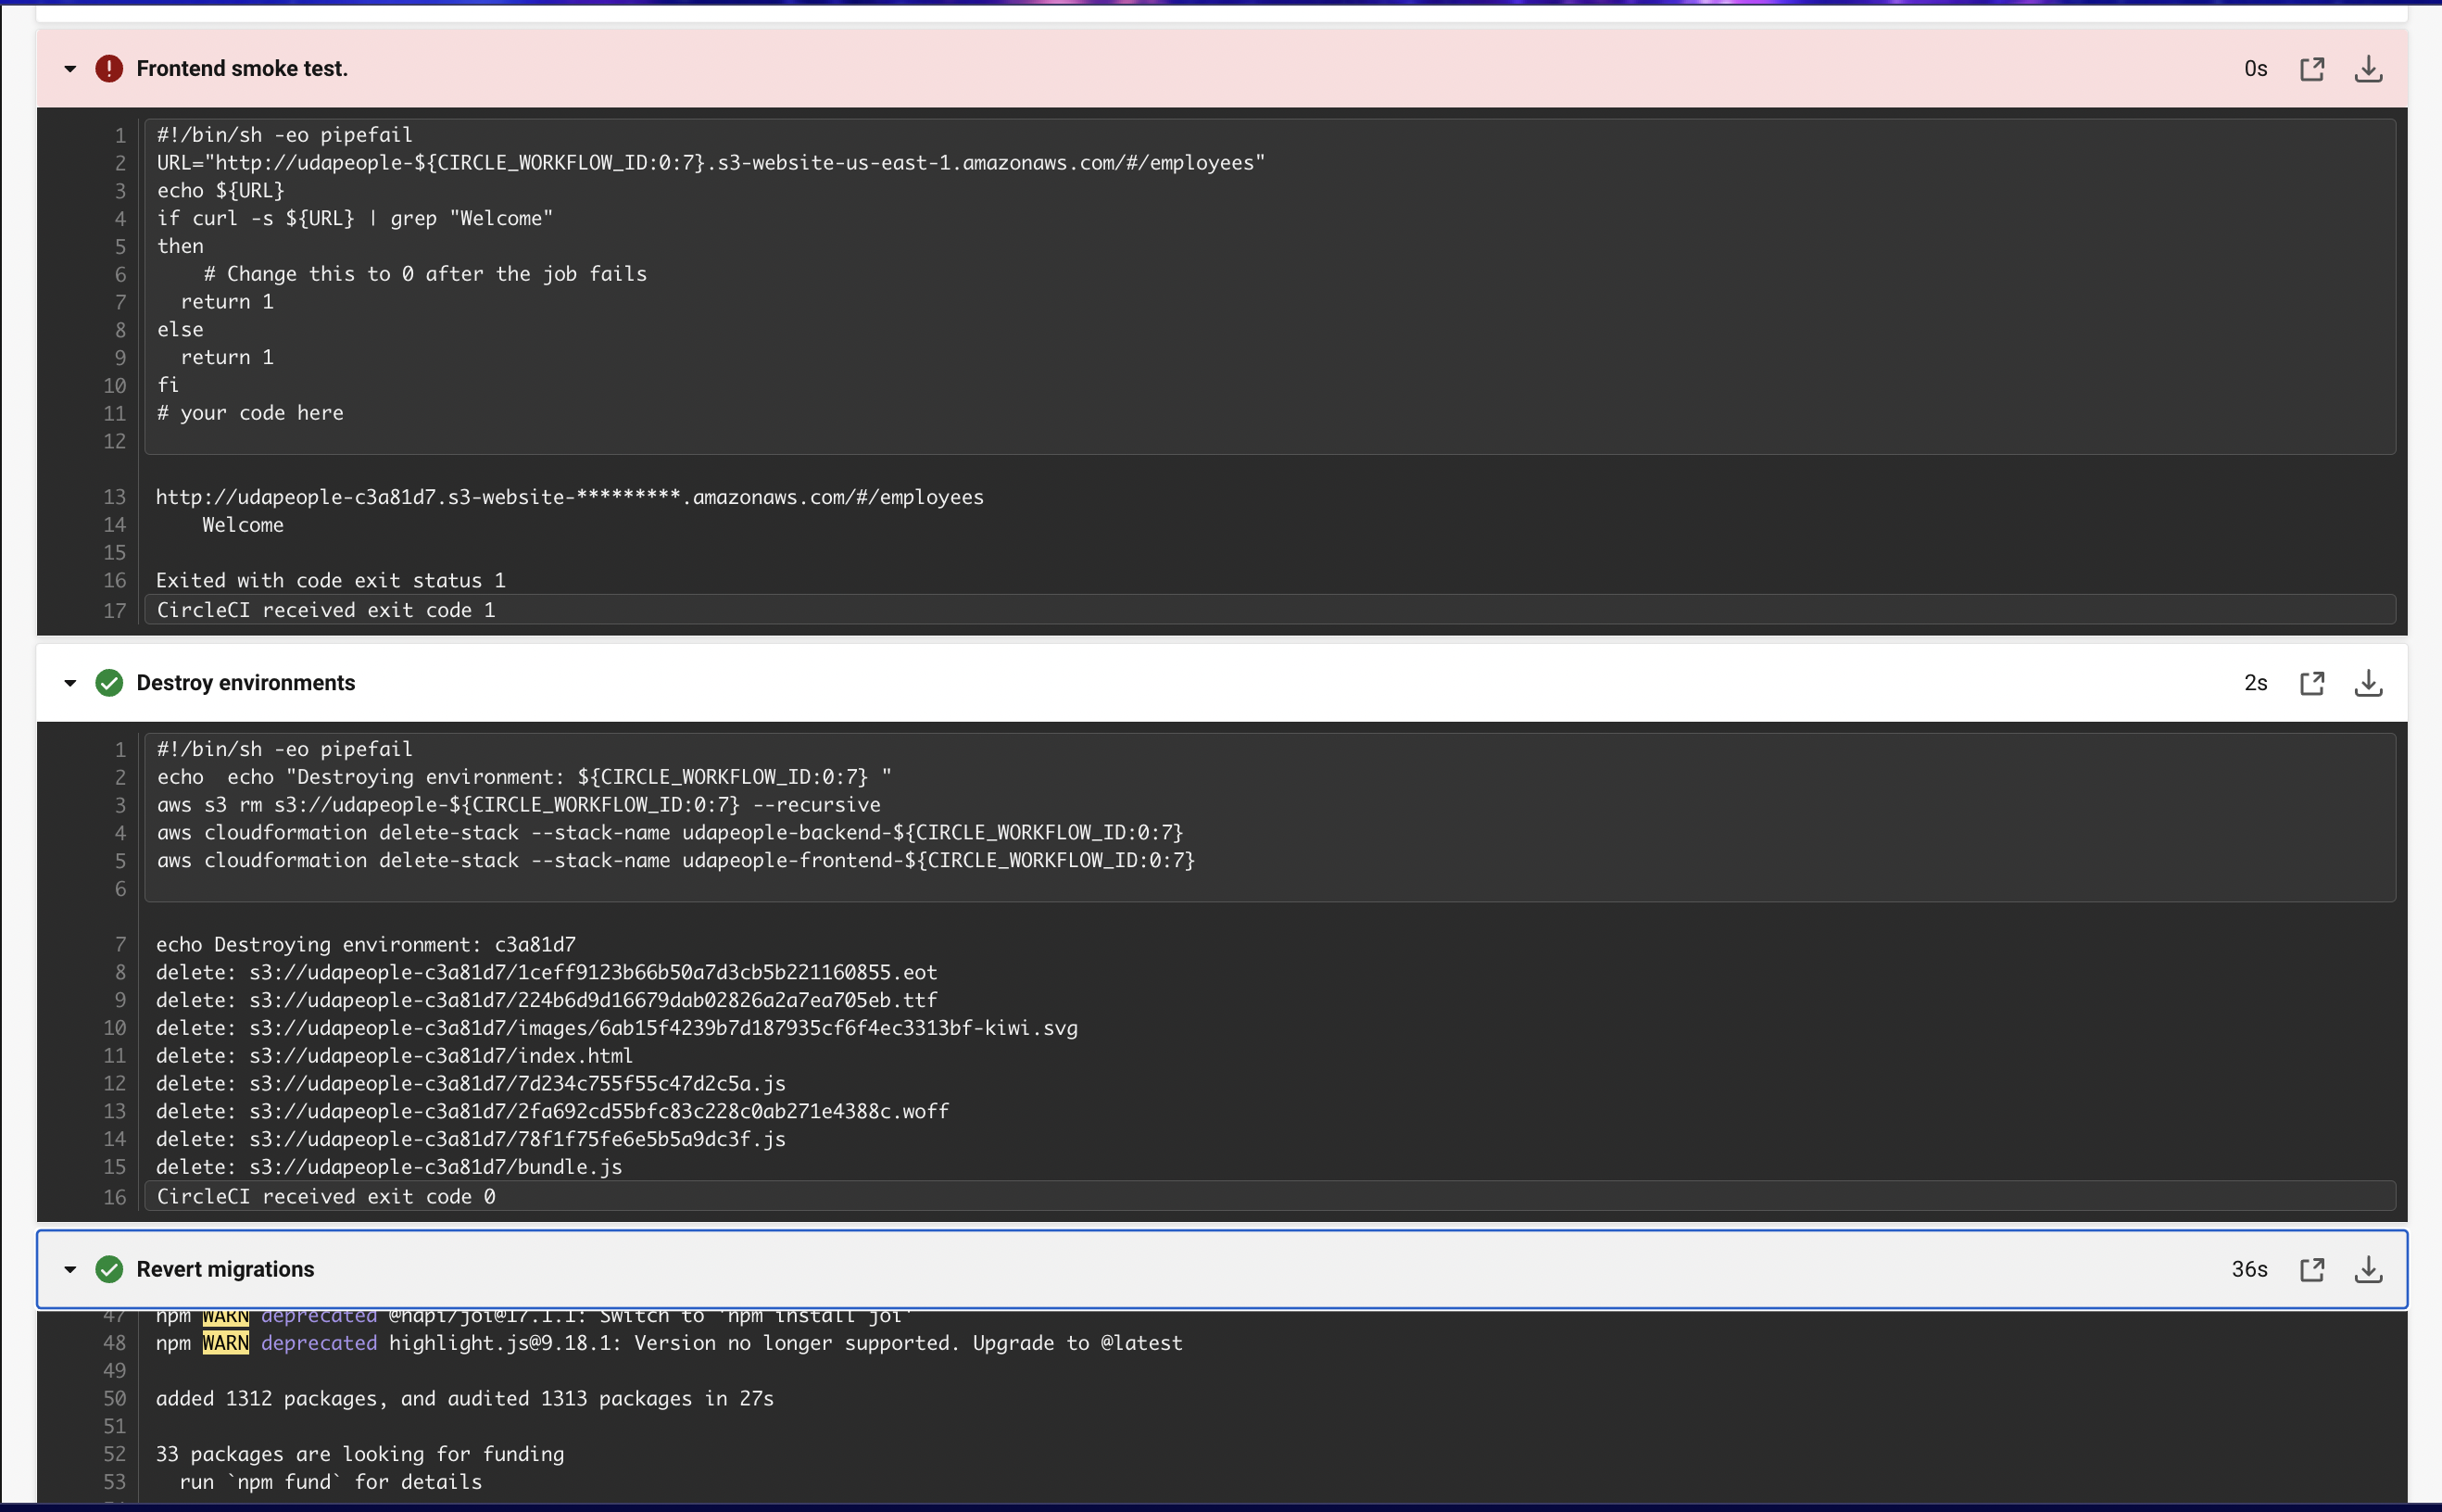 Frontend smoke test.
0s
1 #!/bin/sh -eo pipefail
2 URL="http://udapeople-${CIRCLE_WORKFLOW_ID:0:7}.s3-website-us-east-1.amazonaws.com/#/employees"
3 echo ${URL}
4 if curl -s ${URL} | grep "Welcome"
5 then
6     # Change this to 0 after the job fails
7   return 1
8 else
9   return 1
10 fi
11 # your code here
12
13 http://udapeople-c3a81d7.s3-website-*********.amazonaws.com/#/employees
14     Welcome
15
16 Exited with code exit status 1
17 CircleCI received exit code 1
Destroy environments
2s
1 #!/bin/sh -eo pipefail
2 echo  echo "Destroying environment: ${CIRCLE_WORKFLOW_ID:0:7} "
3 aws s3 rm s3://udapeople-${CIRCLE_WORKFLOW_ID:0:7} --recursive
4 aws cloudformation delete-stack --stack-name udapeople-backend-${CIRCLE_WORKFLOW_ID:0:7}
5 aws cloudformation delete-stack --stack-name udapeople-frontend-${CIRCLE_WORKFLOW_ID:0:7}
6
7 echo Destroying environment: c3a81d7
8 delete: s3://udapeople-c3a81d7/1ceff9123b66b50a7d3cb5b221160855.eot
9 delete: s3://udapeople-c3a81d7/224b6d9d16679dab02826a2a7ea705eb.ttf
10 delete: s3://udapeople-c3a81d7/images/6ab15f4239b7d187935cf6f4ec3313bf-kiwi.svg
11 delete: s3://udapeople-c3a81d7/index.html
12 delete: s3://udapeople-c3a81d7/7d234c755f55c47d2c5a.js
13 delete: s3://udapeople-c3a81d7/2fa692cd55bfc83c228c0ab271e4388c.woff
14 delete: s3://udapeople-c3a81d7/78f1f75fe6e5b5a9dc3f.js
15 delete: s3://udapeople-c3a81d7/bundle.js
16 CircleCI received exit code 0
Revert migrations
36s
47 npm WARN deprecated @hapi/joi@17.1.1: Switch to 'npm install joi'
48 npm WARN deprecated highlight.js@9.18.1: Version no longer supported. Upgrade to @latest
49
50 added 1312 packages, and audited 1313 packages in 27s
51
52 33 packages are looking for funding
53   run `npm fund` for details